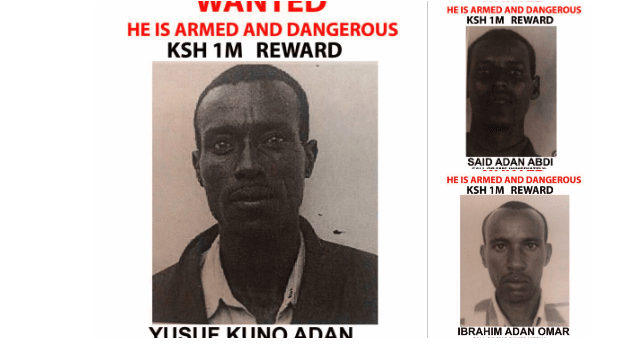 WANTED
HE IS ARMED AND DANGEROUS
KSH 1M REWARD
YUSUF KUNO ADAN
HE IS ARMED AND DANGEROUS
KSH 1M REWARD
SAID ADAN ABDI
HE IS ARMED AND DANGEROUS
KSH 1M REWARD
IBRAHIM ADAN OMAR